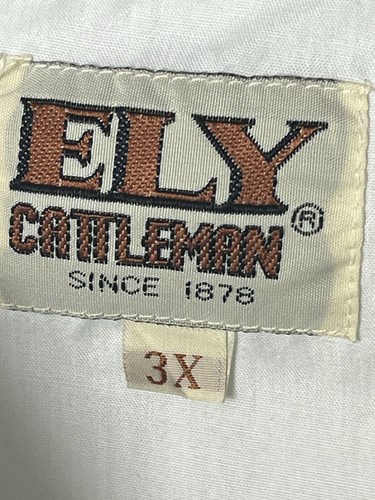 ELY
CATTLEMAN®
SINCE 1878
3X